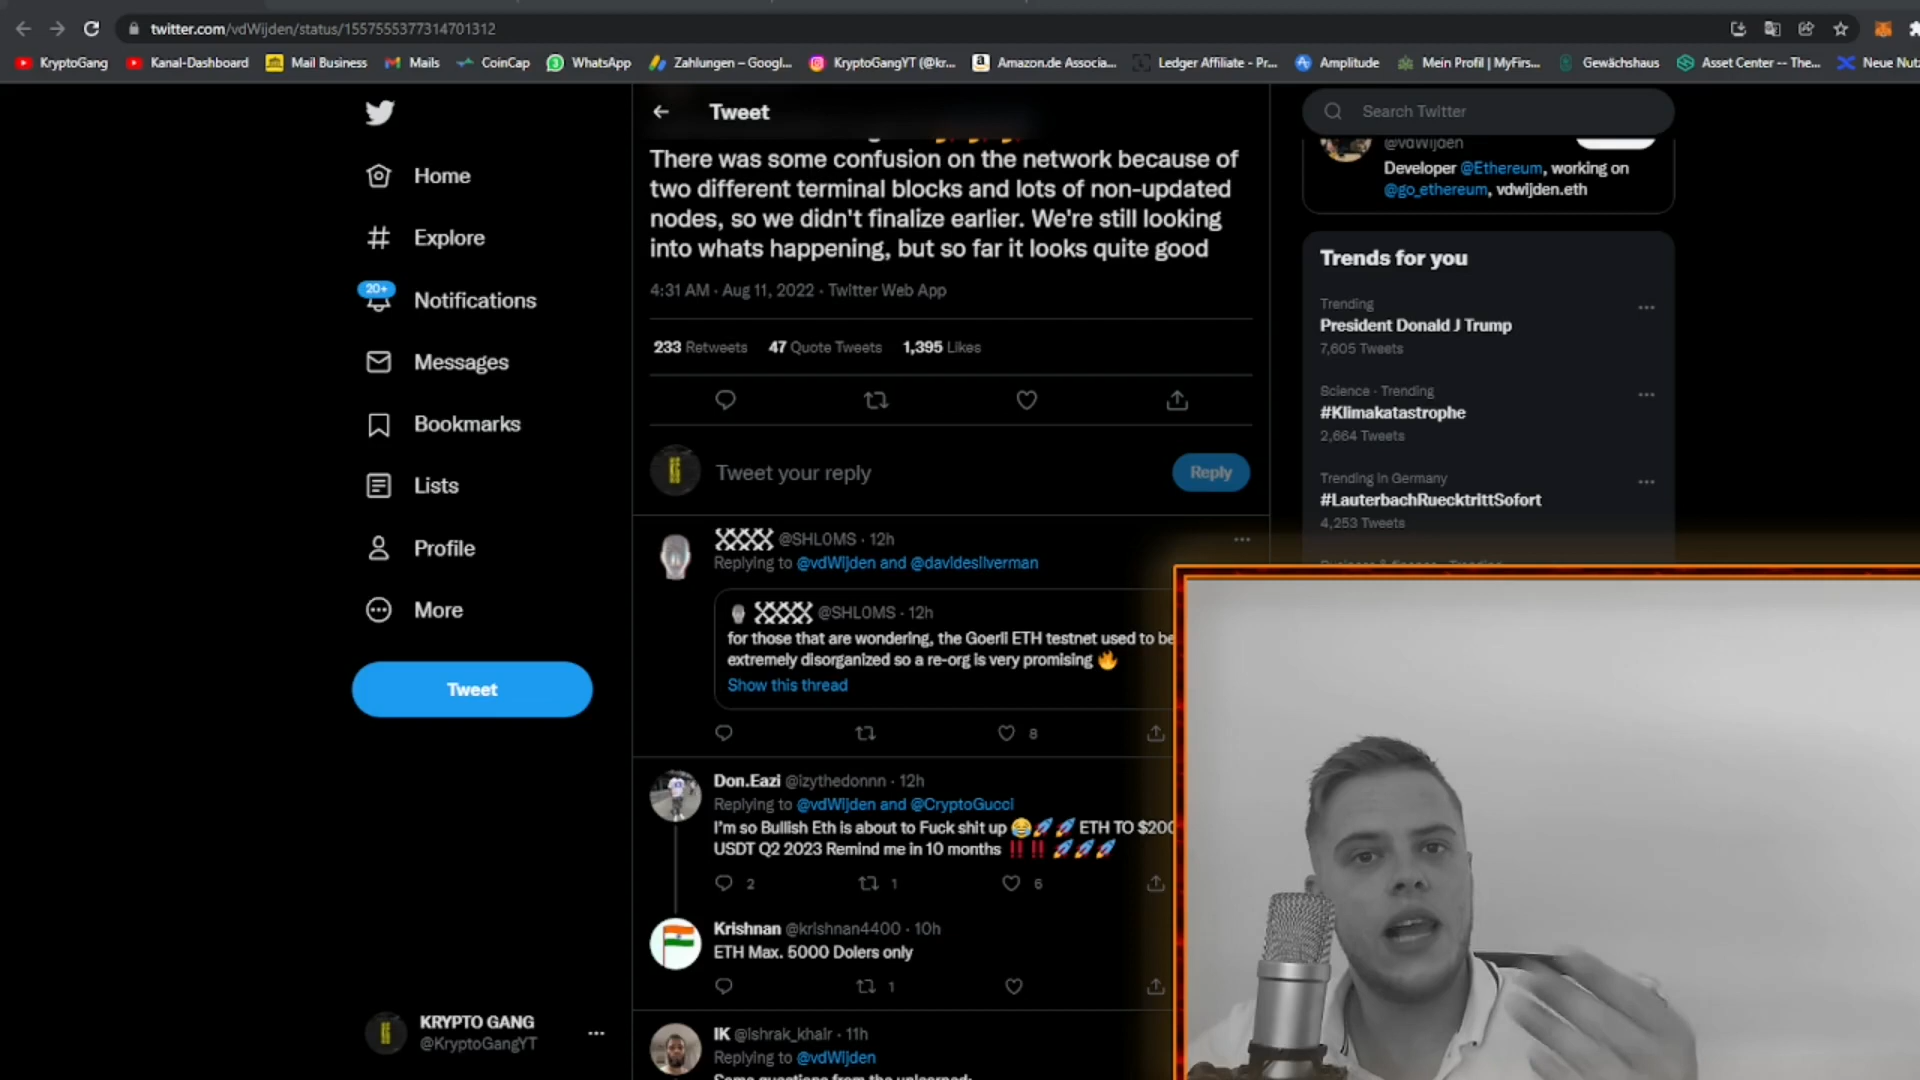 twitter.com/vdWijden/status/1557555377314701312
KryptoGang
Kanal-Dashboard
Mail Business
Mails
CoinCap
WhatsApp
Zahlungen – Googl...
KryptoGangYT (@kr...
Amazon.de Associa...
Ledger Affiliate - Pr...
Amplitude
Mein Profil | MyFirs...
Gewächshaus
Asset Center -- The...
Neue Nut
Home
Explore
20+
Notifications
Messages
Bookmarks
Lists
Profile
More
Tweet
KRYPTO GANG
@KryptoGangYT
Tweet
There was some confusion on the network because of
two different terminal blocks and lots of non-updated
nodes, so we didn't finalize earlier. We're still looking
into whats happening, but so far it looks quite good
4:31 AM · Aug 11, 2022 · Twitter Web App
233 Retweets 47 Quote Tweets 1,395 Likes
Tweet your reply
Reply
@SHL0MS · 12h
Replying to @vdWijden and @davidesilverman
@SHL0MS · 12h
for those that are wondering, the Goerli ETH testnet used to be
extremely disorganized so a re-org is very promising 🔥
Show this thread
8
Don.Eazi @izythedonnn · 12h
Replying to @vdWijden and @CryptoGucci
I'm so Bullish Eth is about to Fuck shit up 😂🚀🚀 ETH TO $200
USDT Q2 2023 Remind me in 10 months ‼️‼️ 🚀🚀🚀
2 1 6
Krishnan @krishnan4400 · 10h
ETH Max. 5000 Dolers only
1
IK @ishrak_khair · 11h
Replying to @vdWijden
Some questions from the unlearned:
Search Twitter
@vdWijden
Developer @Ethereum, working on
@go_ethereum, vdwijden.eth
Trends for you
Trending
President Donald J Trump
7,605 Tweets
Science · Trending
#Klimakatastrophe
2,664 Tweets
Trending in Germany
#LauterbachRuecktrittSofort
4,253 Tweets